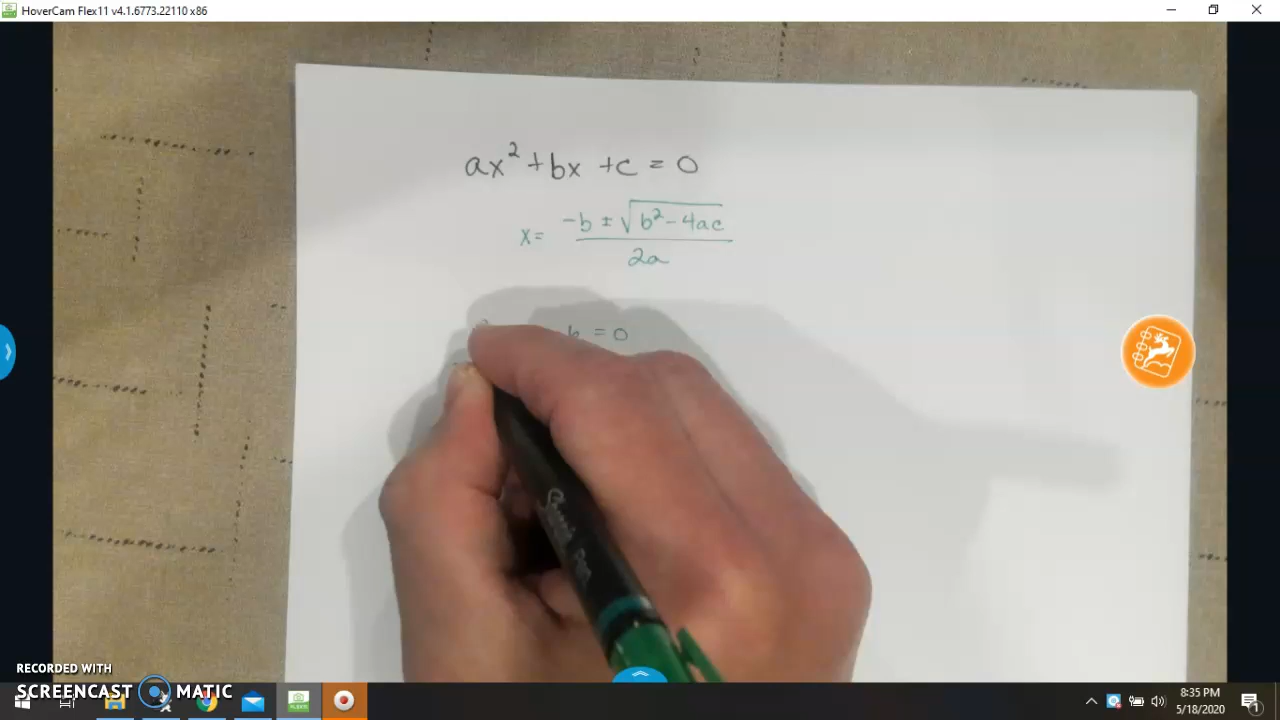 HoverCam Flex11 v4.1.6773.22110 x86
ax² + bx + c = 0
x = -b ± √b² - 4ac
2a
= 0
RECORDED WITH
SCREENCAST MATIC
8:35 PM
5/18/2020